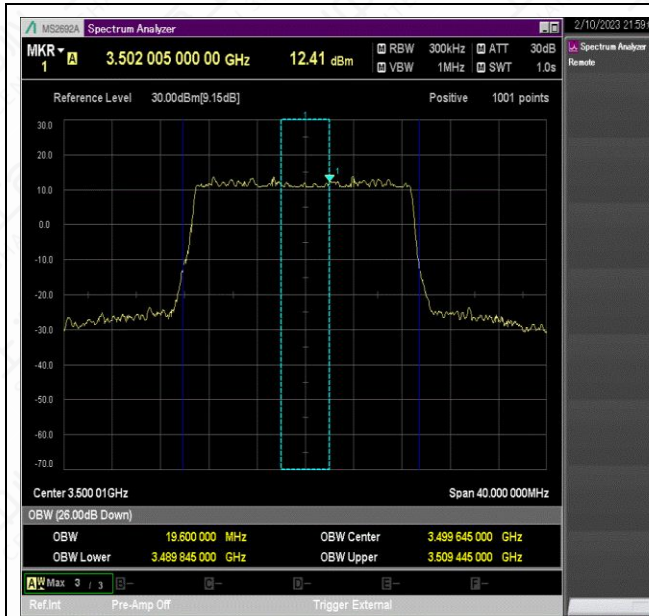 MS2692A Spectrum Analyzer
2/10/2023 21:59
MKR A 3.502 005 000 00 GHz 12.41 dBm M RBW 300kHz M ATT 30dB
1 M VBW 1MHz M SWT 1.0s
Spectrum Analyzer
Remote
Reference Level 30.00dBm[9.15dB] Positive 1001 points
1
30.0
20.0
10.0
1
0.0
-10.0
-20.0
-30.0
-40.0
-50.0
-60.0
-70.0
Center 3.500 01GHz Span 40.000 000MHz
OBW (26.00dB Down)
OBW 19.600 000 MHz OBW Center 3.499 645 000 GHz
OBW Lower 3.489 845 000 GHz OBW Upper 3.509 445 000 GHz
A W Max 3 / 3 B- C- D- E- F-
Ref.Int Pre-Amp Off Trigger External